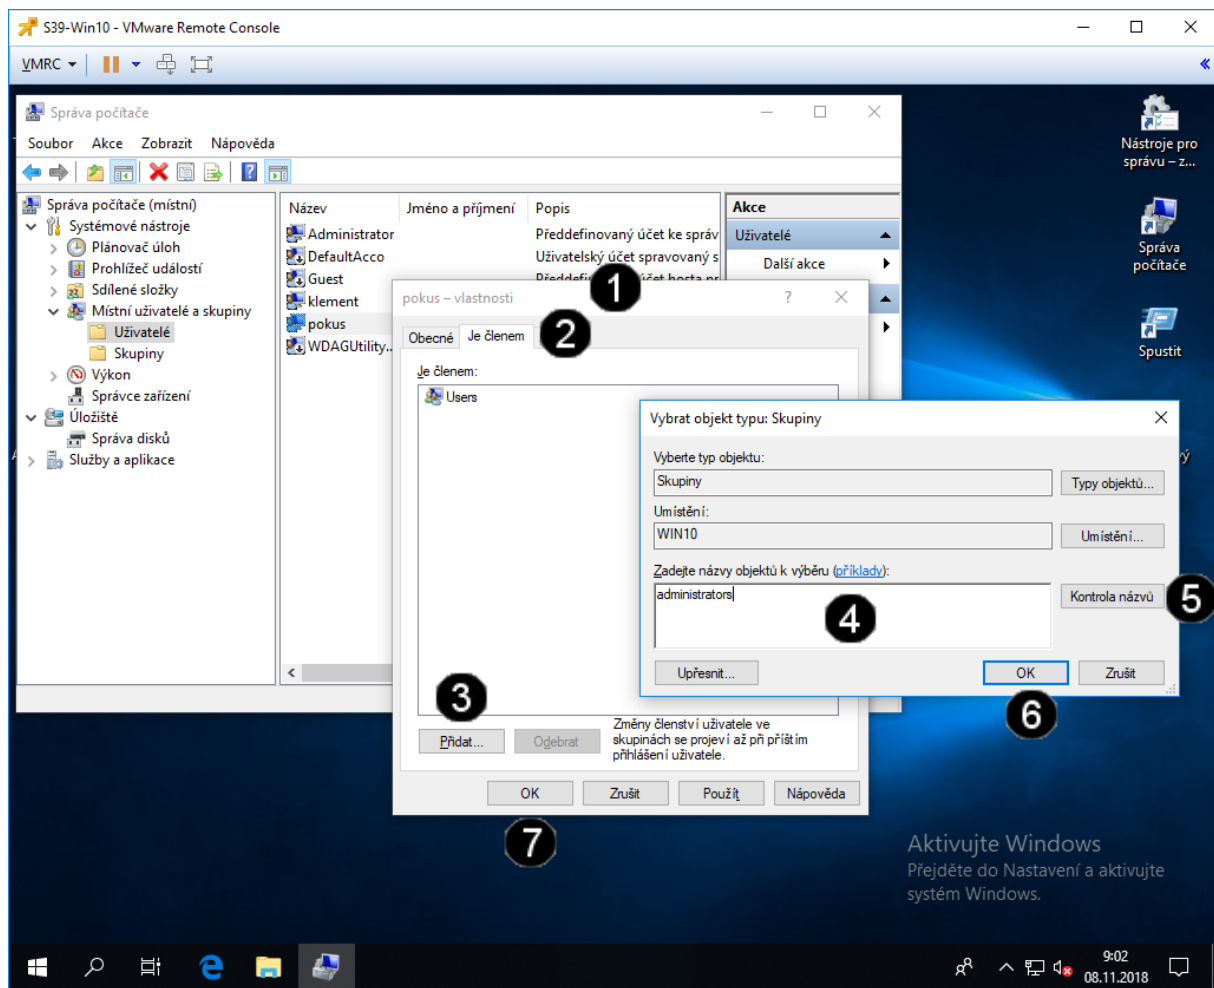 S39-Win10 - VMware Remote Console
VMRC
Správa počítače
Soubor Akce Zobrazit Nápověda
Správa počítače (místní)
Systémové nástroje
Plánovač úloh
Prohlížeč událostí
Sdílené složky
Místní uživatelé a skupiny
Uživatelé
Skupiny
Výkon
Správce zařízení
Úložiště
Správa disků
Služby a aplikace
Název Jméno a příjmení Popis
Administrator Předdefinovaný účet ke správ
DefaultAcco Uživatelský účet spravovaný s
Guest
klement
pokus
WDAGUtility...
Akce
Uživatelé
Další akce
pokus – vlastnosti
1
Obecné Je členem
2
Je členem:
Users
3
Přidat... Odebrat
Změny členství uživatele ve
skupinách se projeví až při příštím
přihlášení uživatele.
OK Zrušit Použít Nápověda
7
Vybrat objekt typu: Skupiny
Vyberte typ objektu:
Skupiny Typy objektů...
Umístění:
WIN10 Umístění...
Zadejte názvy objektů k výběru (příklady):
administrators Kontrola názvů
4 5
Upřesnit... OK Zrušit
6
Nástroje pro
správu – z...
Správa
počítače
Spustit
Aktivujte Windows
Přejděte do Nastavení a aktivujte
systém Windows.
9:02
08.11.2018